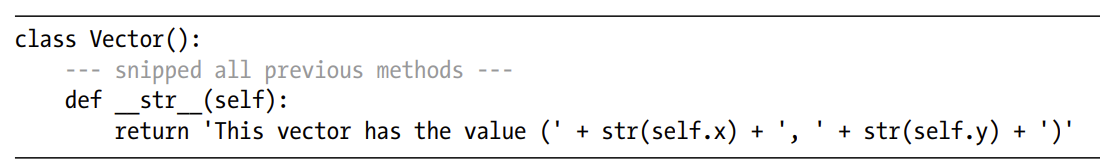 class Vector():
    --- snipped all previous methods ---
    def __str__(self):
        return 'This vector has the value (' + str(self.x) + ', ' + str(self.y) + ')'